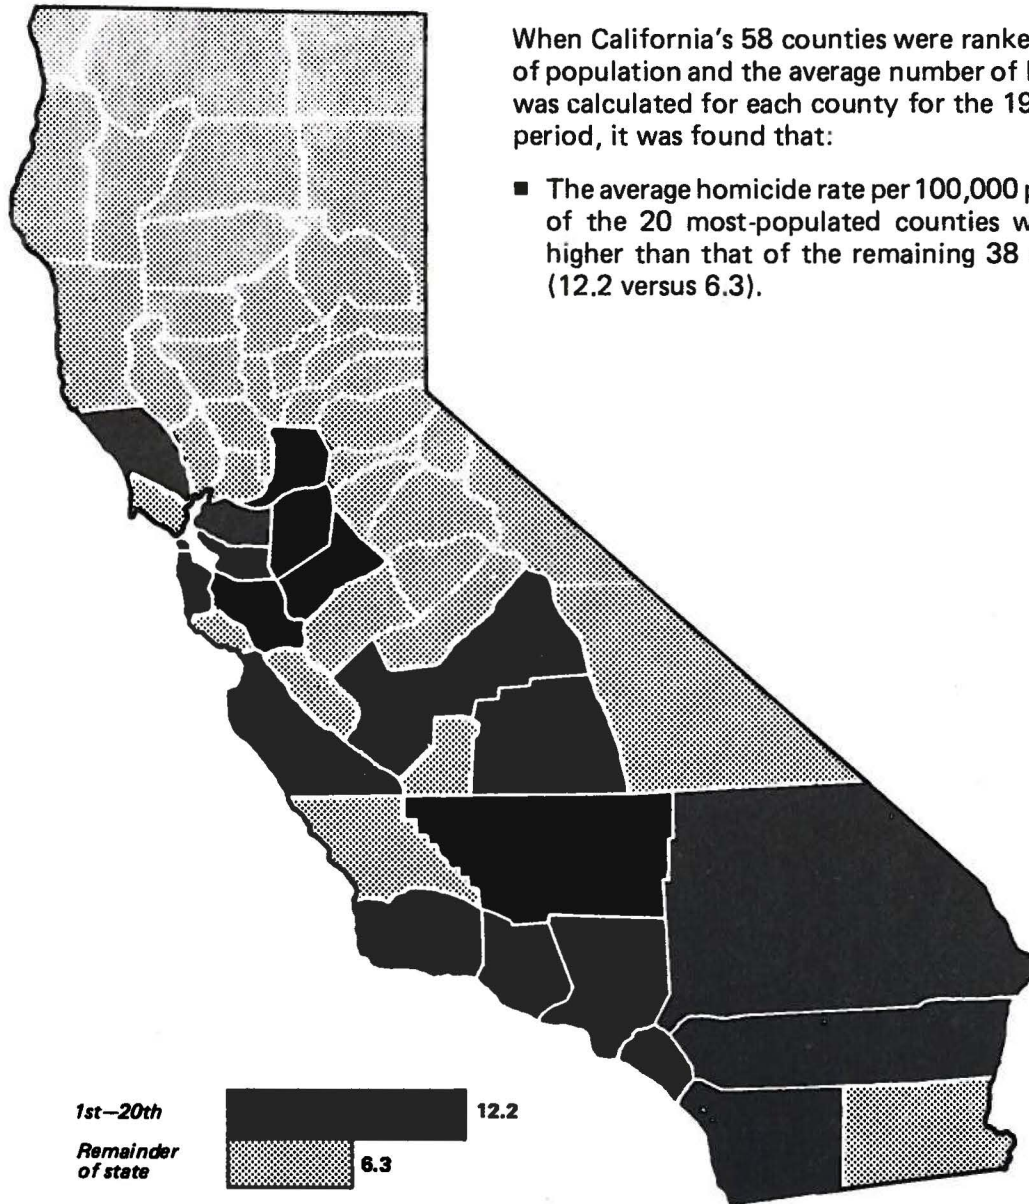 When California's 58 counties were ranke
of population and the average number of
was calculated for each county for the 19
period, it was found that:
■ The average homicide rate per 100,000
of the 20 most-populated counties
higher than that of the remaining 38
(12.2 versus 6.3).
1st–20th
12.2
Remainder
of state
6.3